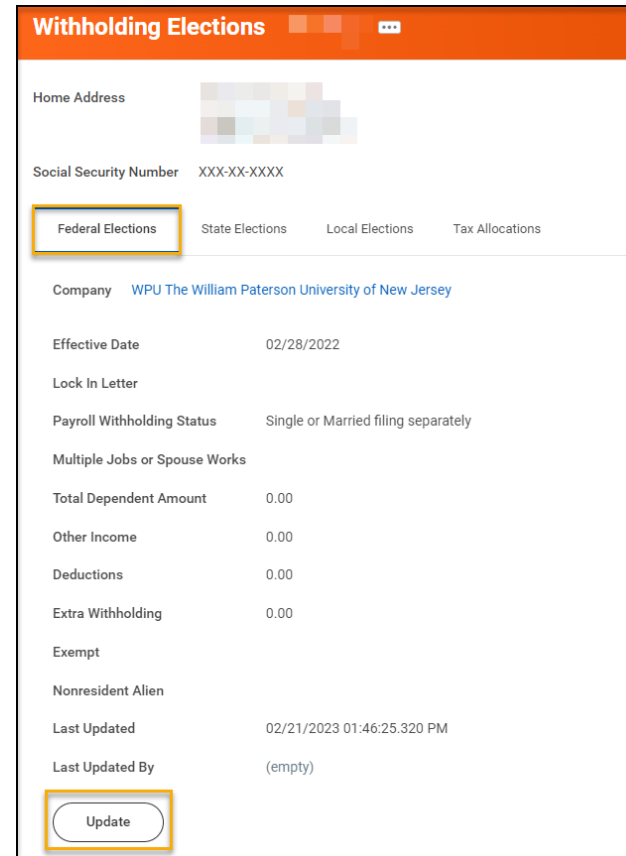 Withholding Elections
Home Address
Social Security Number XXX-XX-XXXX
Federal Elections State Elections Local Elections Tax Allocations
Company WPU The William Paterson University of New Jersey
Effective Date 02/28/2022
Lock In Letter
Payroll Withholding Status Single or Married filing separately
Multiple Jobs or Spouse Works
Total Dependent Amount 0.00
Other Income 0.00
Deductions 0.00
Extra Withholding 0.00
Exempt
Nonresident Alien
Last Updated 02/21/2023 01:46:25.320 PM
Last Updated By (empty)
Update